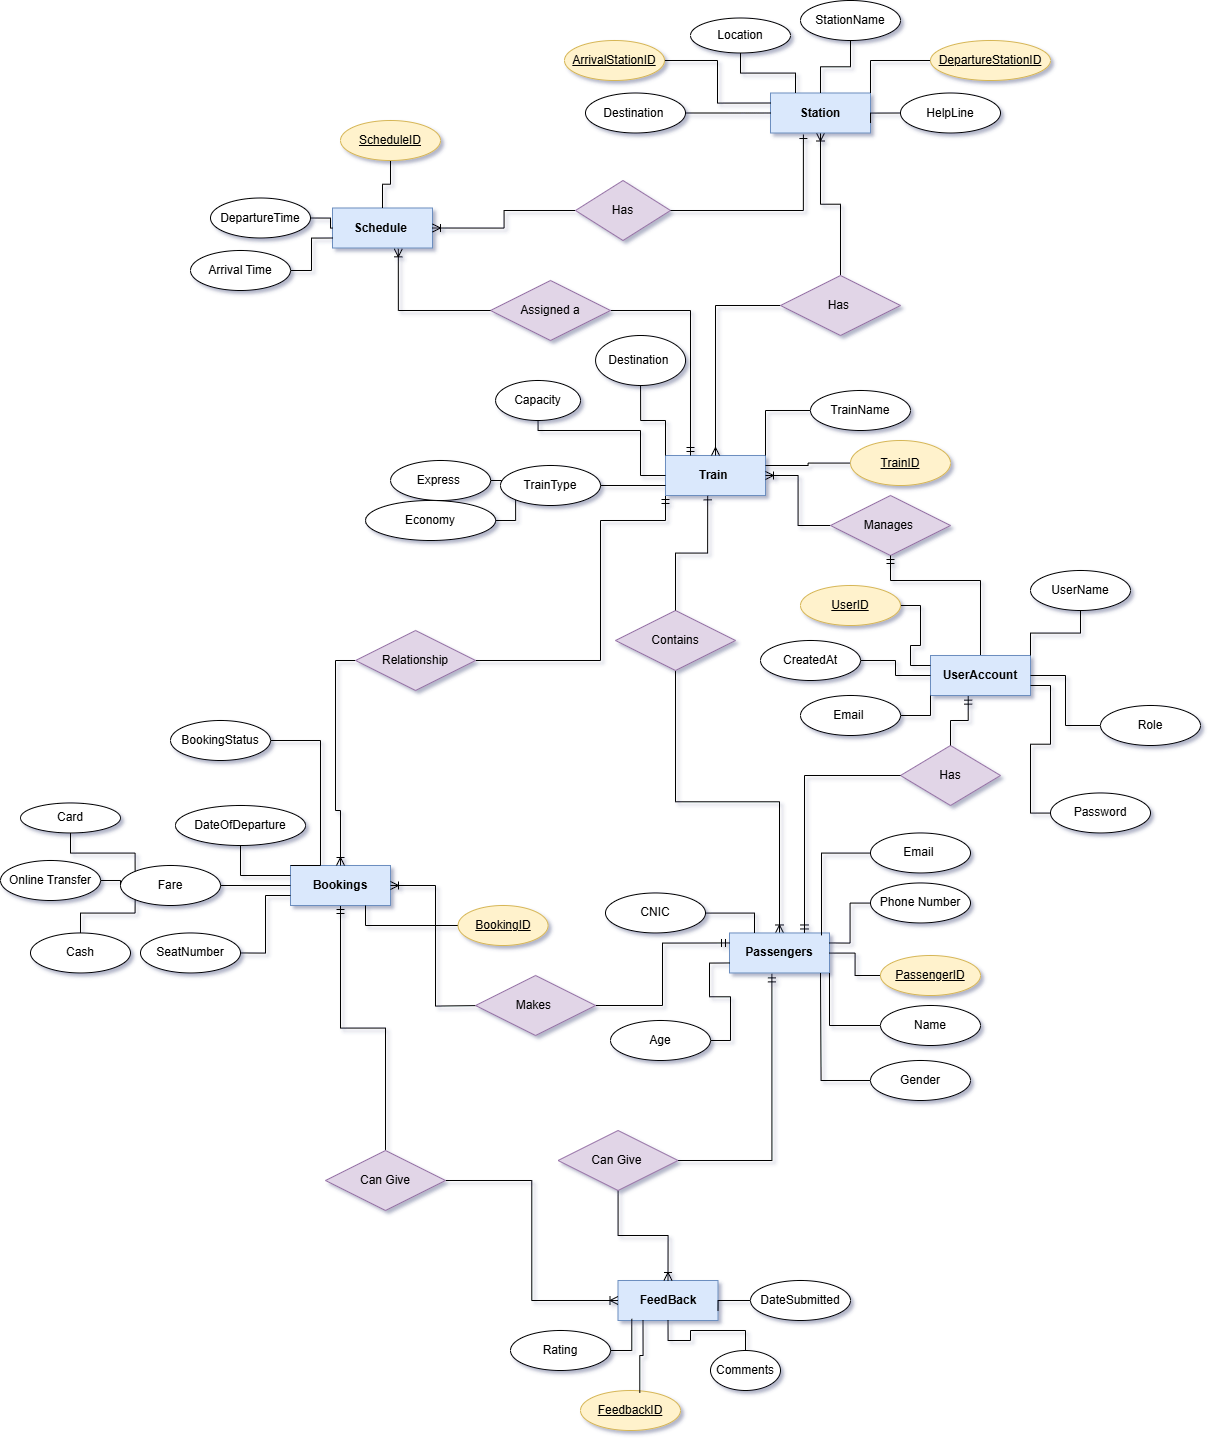 StationName
Location
ArrivalStationID
DepartureStationID
Destination
Station
HelpLine
ScheduleID
Has
DepartureTime
Schedule
Arrival Time
Assigned a
Has
Destination
Capacity
TrainName
TrainID
Train
Express
TrainType
Economy
Manages
UserName
UserID
Contains
CreatedAt
Relationship
UserAccount
Email
Role
BookingStatus
Has
Password
Card
DateOfDeparture
Email
Online Transfer
Fare
Bookings
Phone Number
CNIC
BookingID
Cash
SeatNumber
Passengers
PassengerID
Makes
Name
Age
Gender
Can Give
Can Give
FeedBack
DateSubmitted
Rating
Comments
FeedbackID